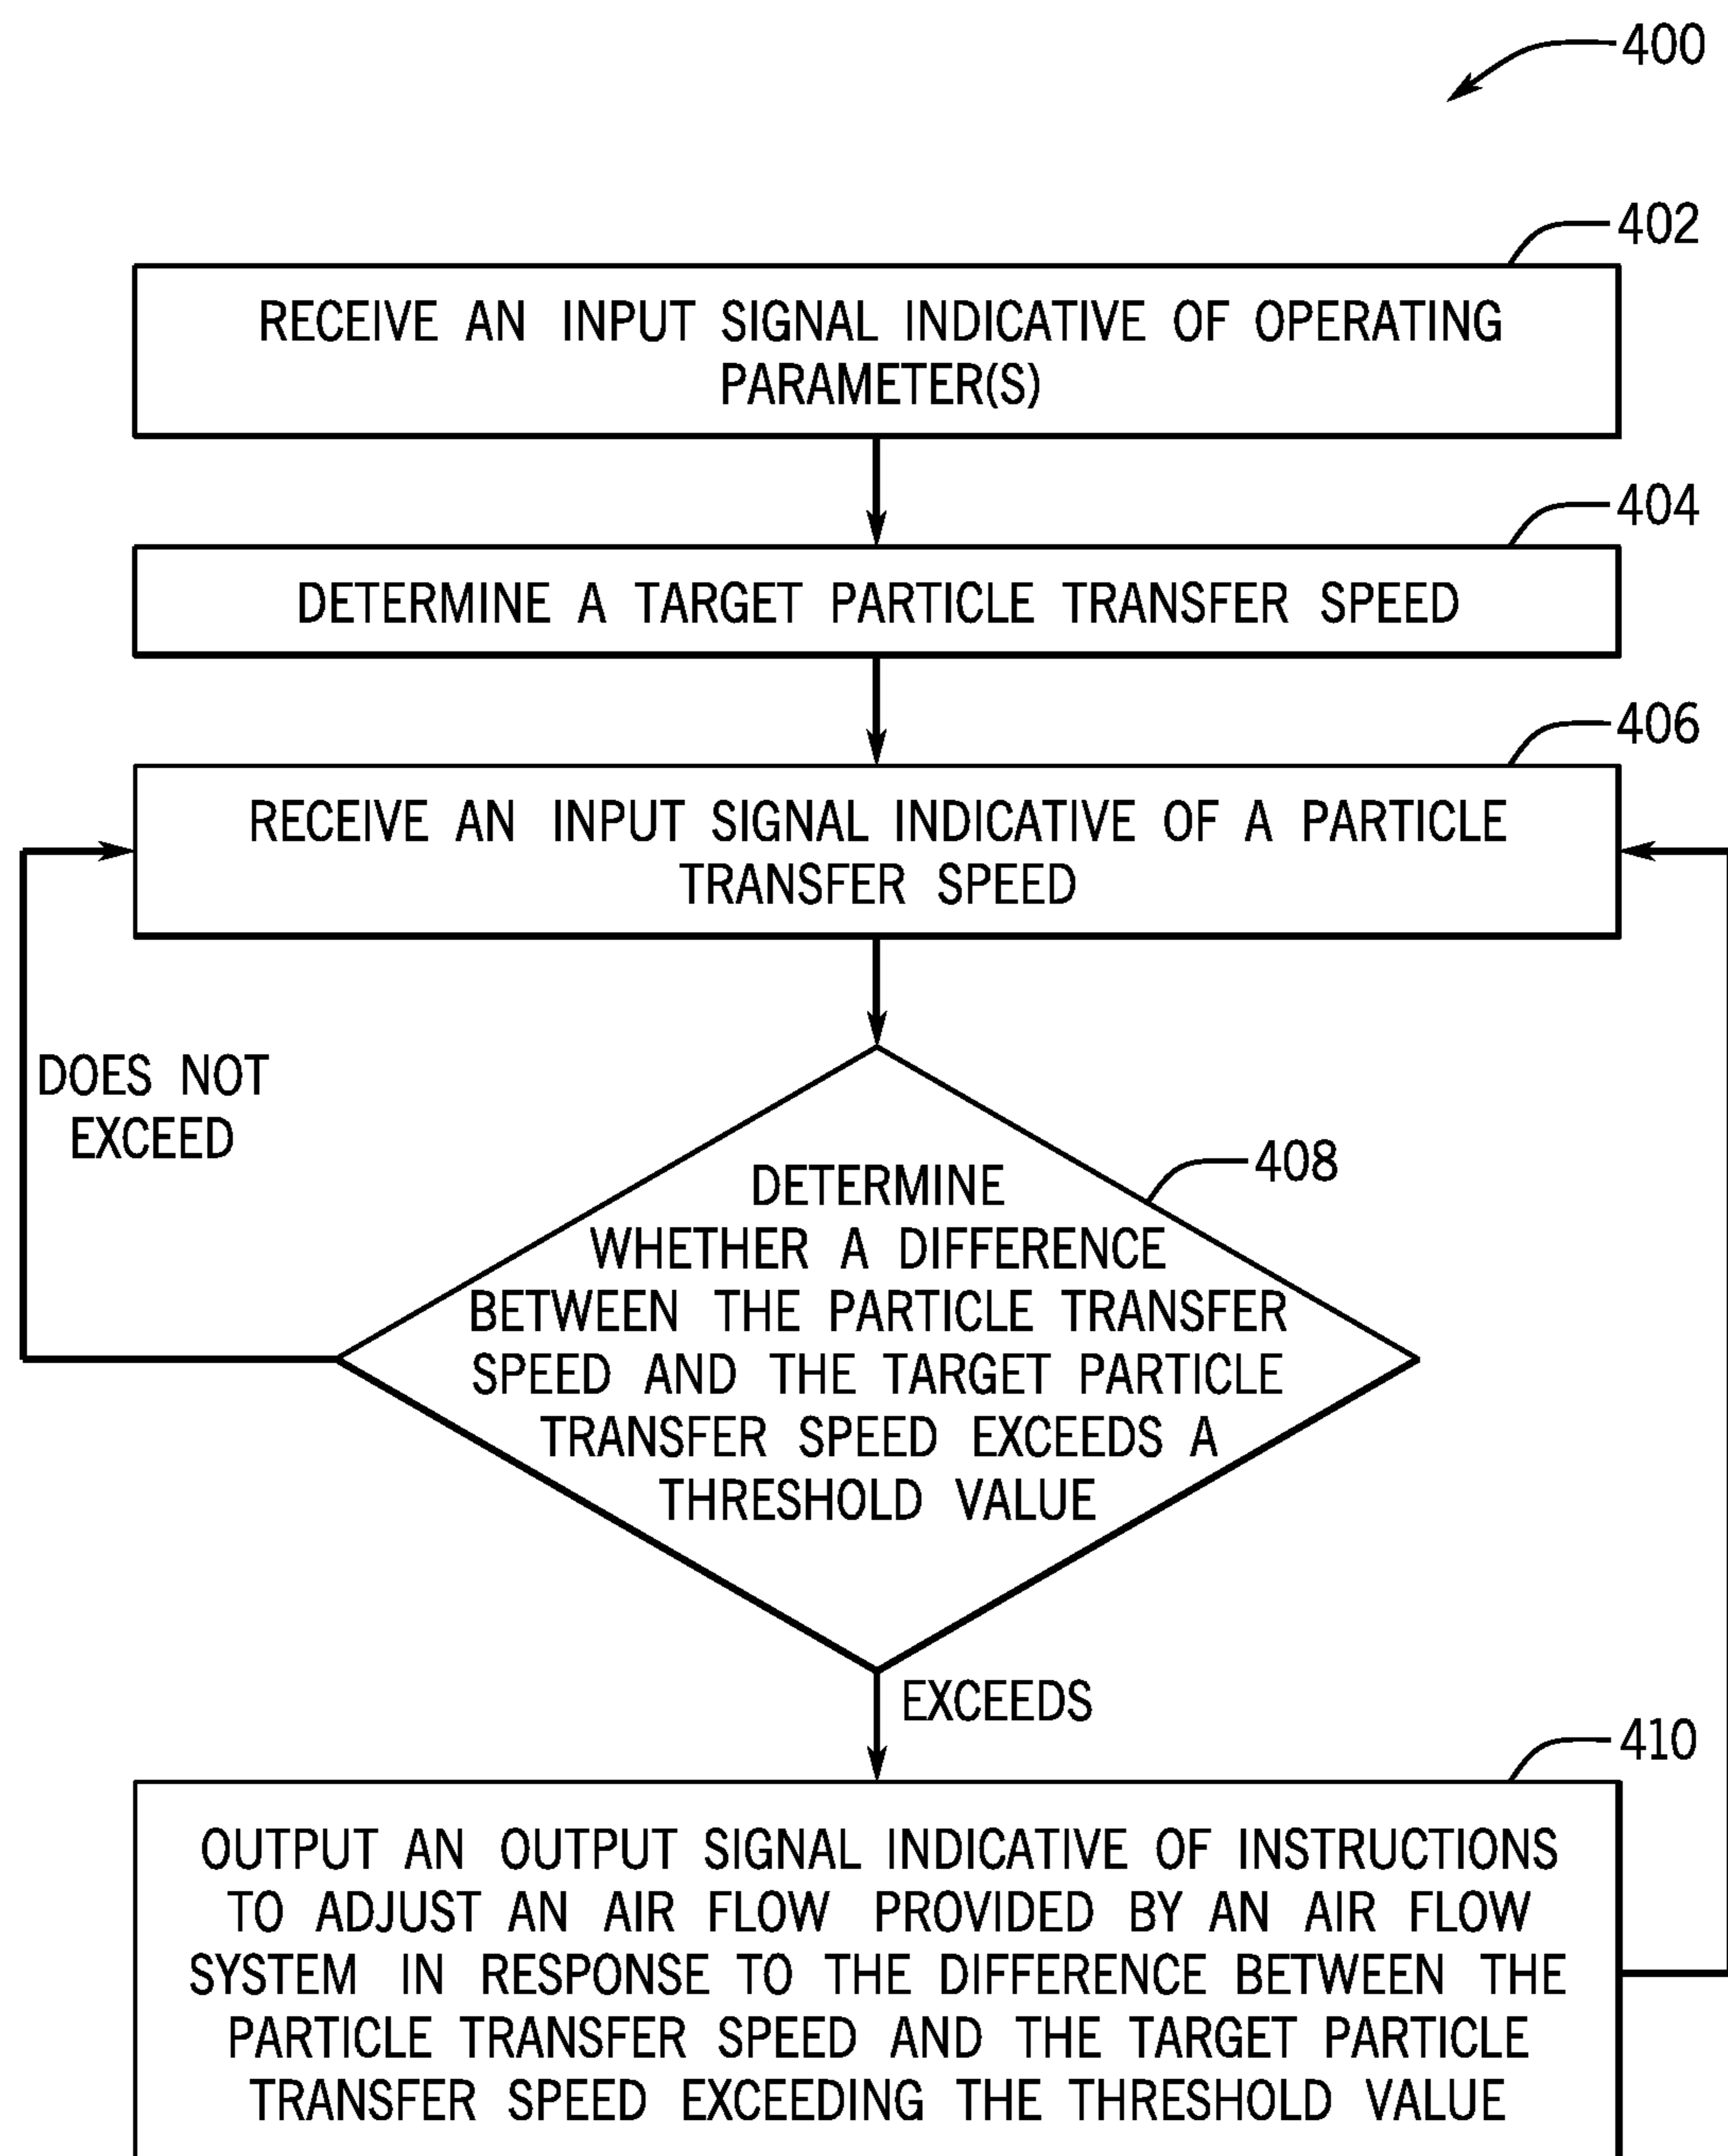 400
402
RECEIVE AN INPUT SIGNAL INDICATIVE OF OPERATING
PARAMETER(S)
404
DETERMINE A TARGET PARTICLE TRANSFER SPEED
406
RECEIVE AN INPUT SIGNAL INDICATIVE OF A PARTICLE
TRANSFER SPEED
DOES NOT
EXCEED
408
DETERMINE
WHETHER A DIFFERENCE
BETWEEN THE PARTICLE TRANSFER
SPEED AND THE TARGET PARTICLE
TRANSFER SPEED EXCEEDS A
THRESHOLD VALUE
EXCEEDS
410
OUTPUT AN OUTPUT SIGNAL INDICATIVE OF INSTRUCTIONS
TO ADJUST AN AIR FLOW PROVIDED BY AN AIR FLOW
SYSTEM IN RESPONSE TO THE DIFFERENCE BETWEEN THE
PARTICLE TRANSFER SPEED AND THE TARGET PARTICLE
TRANSFER SPEED EXCEEDING THE THRESHOLD VALUE